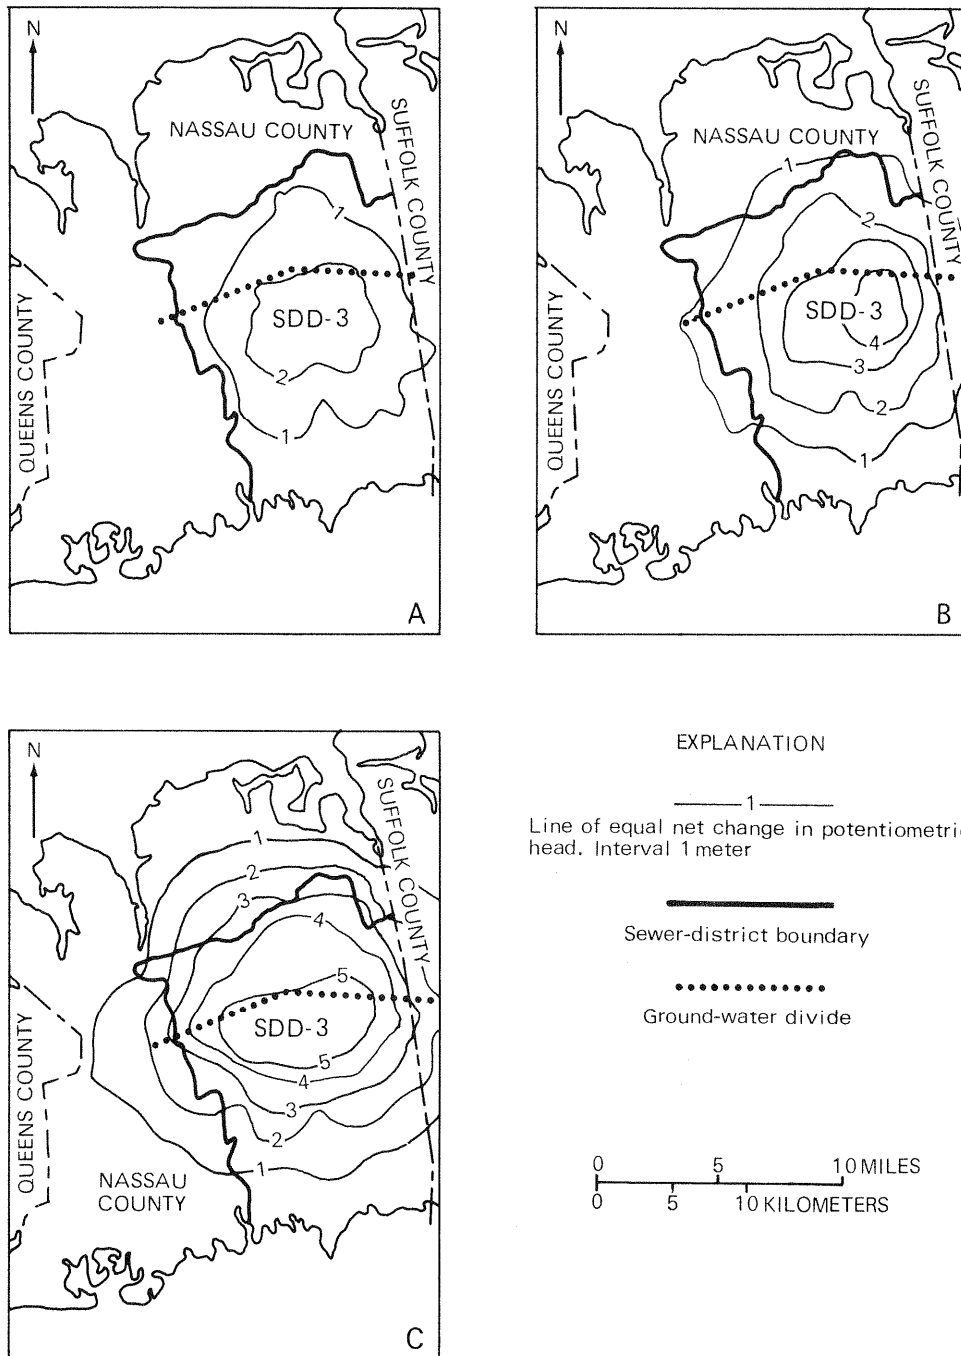 N
NASSAU COUNTY
SUFFOLK COUNTY
QUEENS COUNTY
SDD-3
1
2
1
A
N
NASSAU COUNTY
SUFFOLK COUNTY
QUEENS COUNTY
1
2
SDD-3
4
3
2
1
B
N
SUFFOLK COUNTY
QUEENS COUNTY
1
2
3
4
5
SDD-3
5
4
3
2
1
NASSAU
COUNTY
C
EXPLANATION
1
Line of equal net change in potentiometric
head. Interval 1 meter
Sewer-district boundary
Ground-water divide
0 5 10 MILES
0 5 10 KILOMETERS